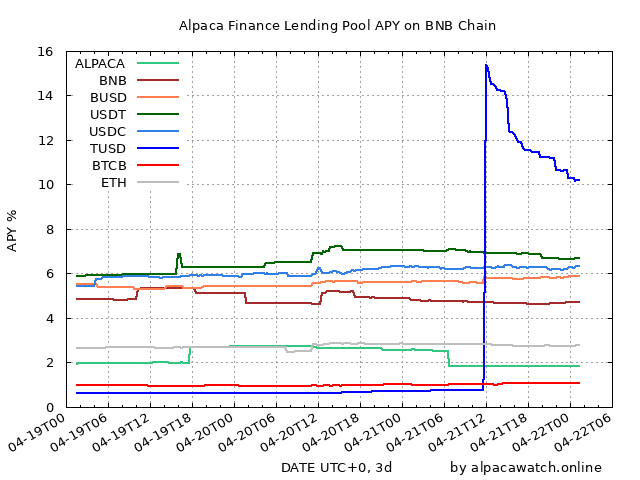 Alpaca Finance Lending Pool APY on BNB Chain
16
14
12
10
8
6
4
2
0
APY %
ALPACA
BNB
BUSD
USDT
USDC
TUSD
BTCB
ETH
04-19T00
04-19T06
04-19T12
04-19T18
04-20T00
04-20T06
04-20T12
04-20T18
04-21T00
04-21T06
04-21T12
04-21T18
04-22T00
04-22T06
DATE UTC+0, 3d
by alpacawatch.online